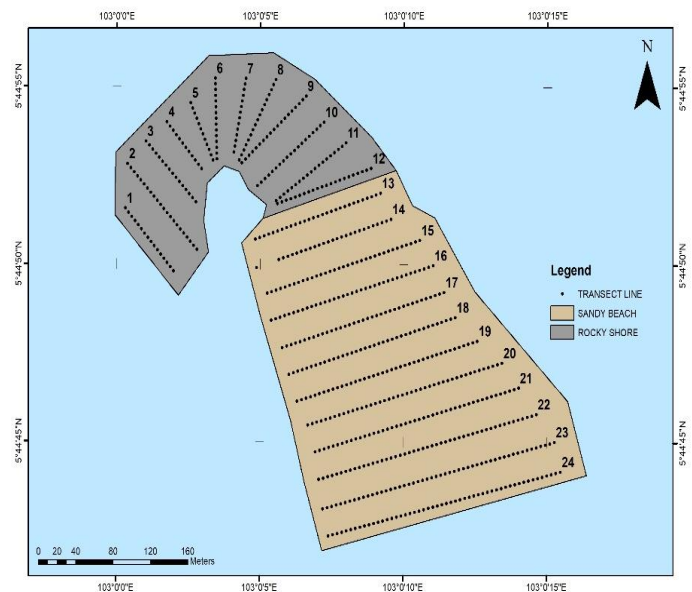 103°0'0"E 103°0'5"E 103°0'10"E 103°0'15"E
N
5°44'55"N 5°44'55"N
6 7 8
5 9
4 10
3 11
2 12
1 13
14
15
5°44'50"N 5°44'50"N
16
17
18
19
20
21
22
23
24
Legend
TRANSECT LINE
SANDY BEACH
ROCKY SHORE
5°44'45"N 5°44'45"N
0 20 40 80 120 160
Meters
103°0'0"E 103°0'5"E 103°0'10"E 103°0'15"E